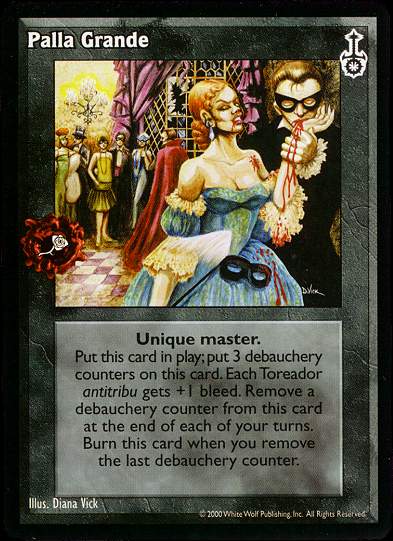 Palla Grande
D.Vick
Unique master.
Put this card in play; put 3 debauchery
counters on this card. Each Toreador
antitribu gets +1 bleed. Remove a
debauchery counter from this card
at the end of each of your turns.
Burn this card when you remove
the last debauchery counter.
Illus. Diana Vick
© 2000 White Wolf Publishing, Inc. All Rights Reserved.